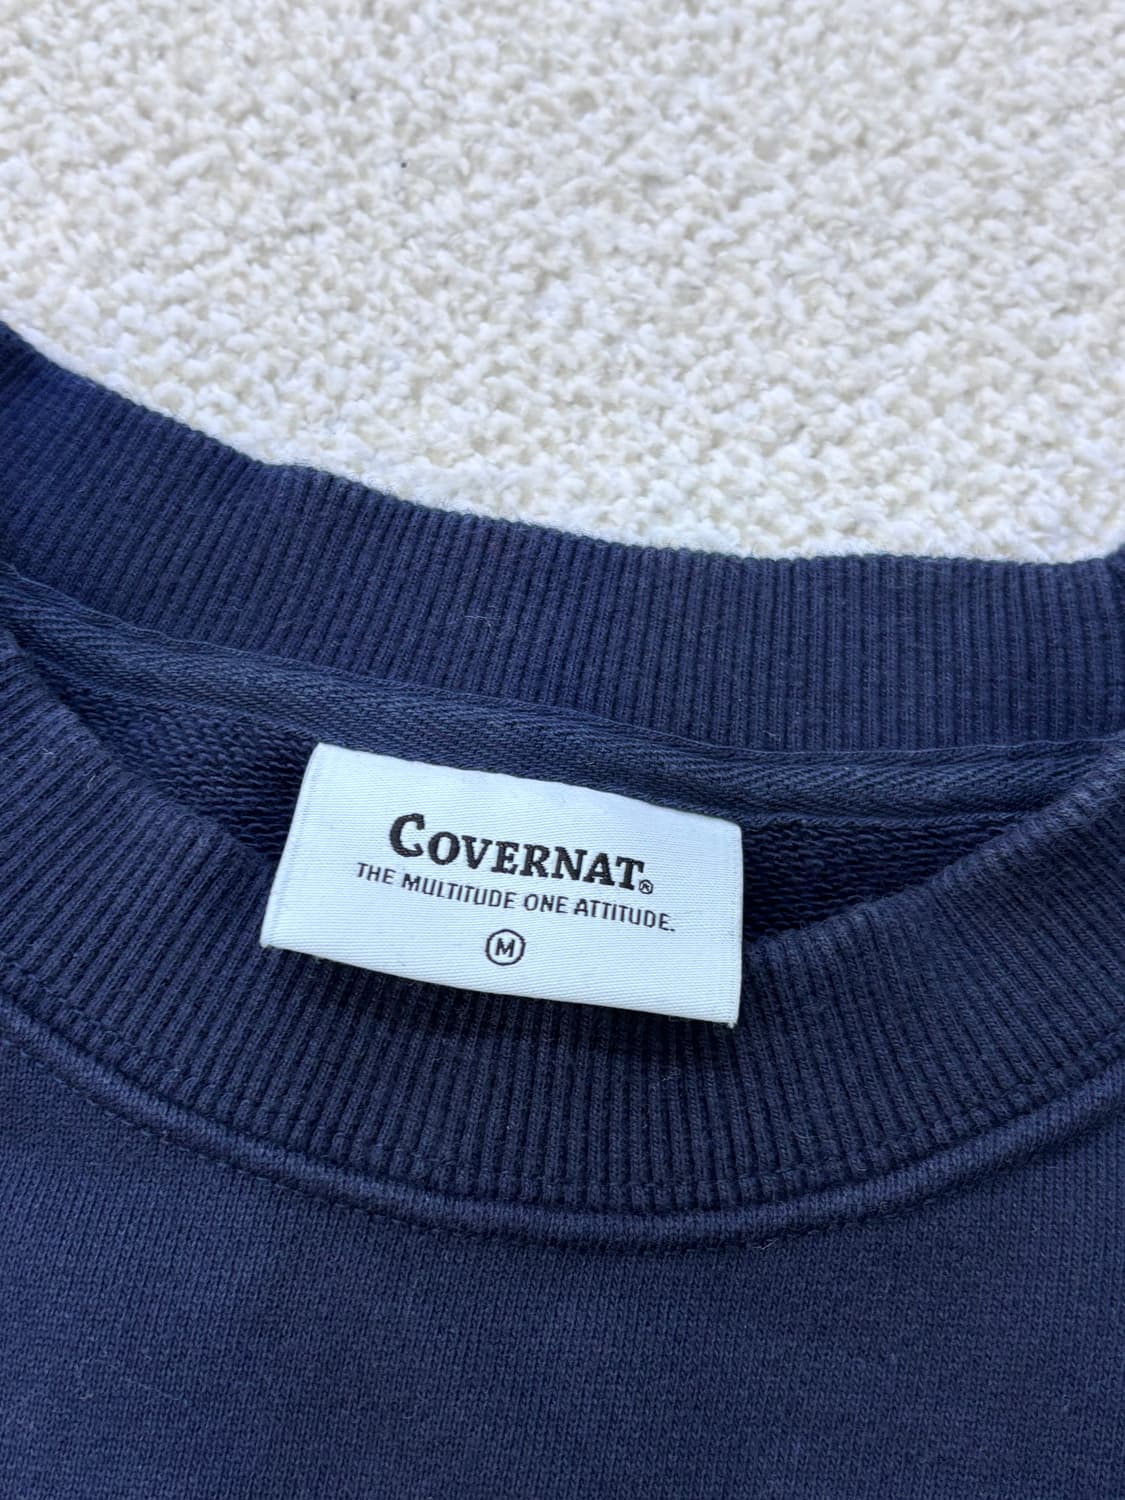 COVERNAT®
THE MULTITUDE ONE ATTITUDE.
M